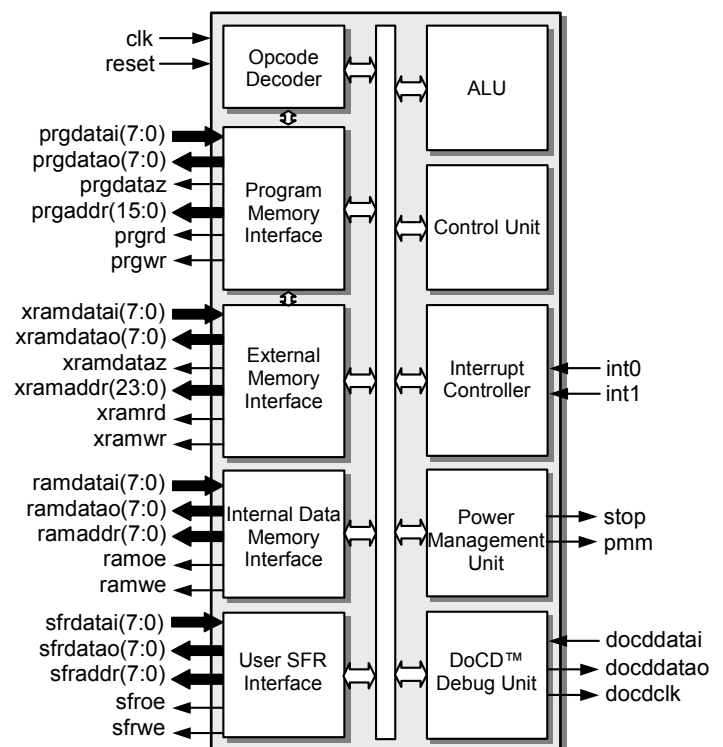 clk
reset
Opcode
Decoder
ALU
prgdatai(7:0)
prgdatao(7:0)
prgdataz
prgaddr(15:0)
prgrd
prgwr
Program
Memory
Interface
Control Unit
xramdatai(7:0)
xramdatao(7:0)
xramdataz
xramaddr(23:0)
xramrd
xramwr
External
Memory
Interface
Interrupt
Controller
int0
int1
ramdatai(7:0)
ramdatao(7:0)
ramaddr(7:0)
ramoe
ramwe
Internal Data
Memory
Interface
Power
Management
Unit
stop
pmm
sfrdatai(7:0)
sfrdatao(7:0)
sfraddr(7:0)
sfroe
sfrwe
User SFR
Interface
DoCD™
Debug Unit
docddatai
docddatao
docdclk